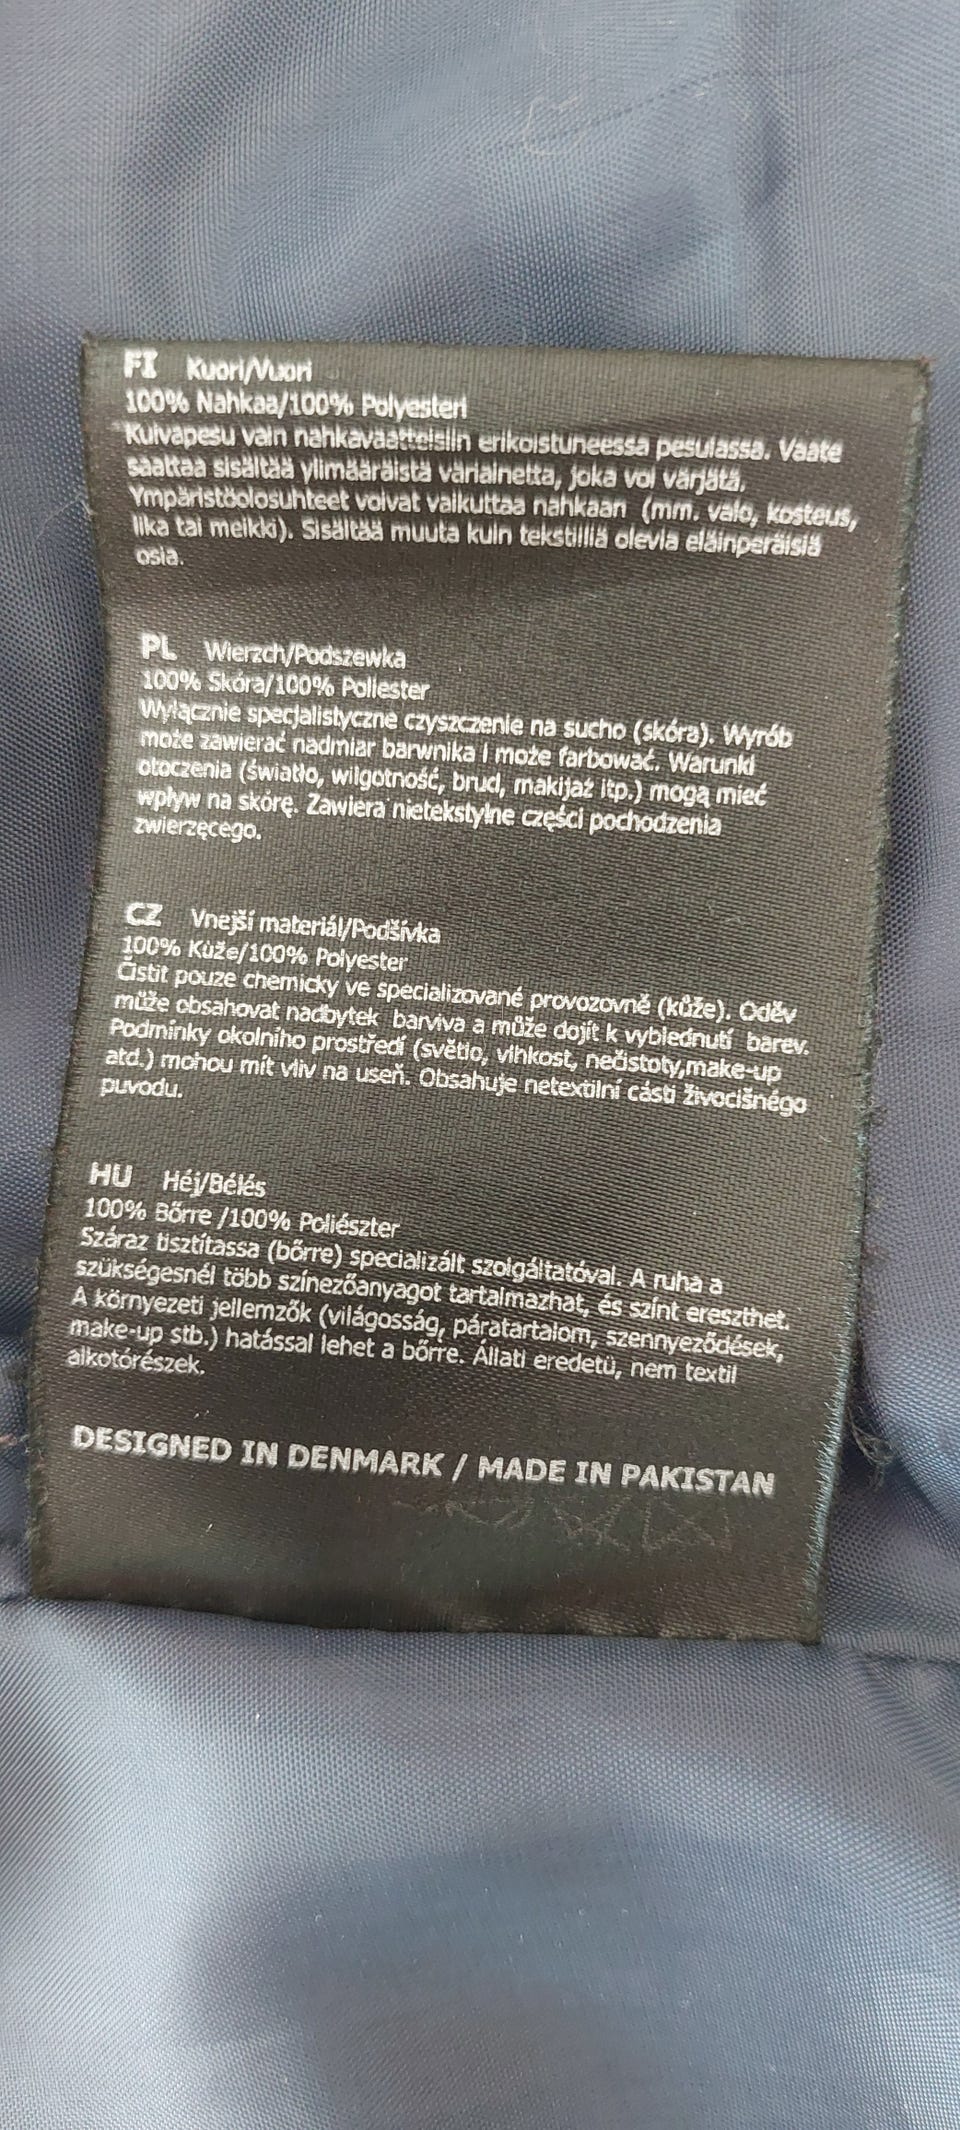 FI Kuori/Vuori
100% Nahkaa/100% Polyesteri
Kuivapesu vain nahkavaatteisiin erikoistuneessa pesulassa. Vaate
saattaa sisältää ylimääräistä väriainetta, joka voi värjätä.
Ympäristöolosuhteet voivat vaikuttaa nahkaan (mm. valo, kosteus,
lika tai meikki). Sisältää muuta kuin tekstiiliä olevia eläinperäisiä
osia.
PL Wierzch/Podszewka
100% Skóra/100% Poliester
Wyłącznie specjalistyczne czyszczenie na sucho (skóra). Wyrób
może zawierać nadmiar barwnika i może farbować. Warunki
otoczenia (światło, wilgotność, brud, makijaż itp.) mogą mieć
wpływ na skórę. Zawiera nietekstylne części pochodzenia
zwierzęcego.
CZ Vnejší materiál/Podšívka
100% Kůže/100% Polyester
Čistit pouze chemicky ve specializované provozovně (kůže). Oděv
může obsahovat nadbytek barviva a může dojít k vyblednutí barev.
Podmínky okolního prostředí (světlo, vlhkost, nečistoty,make-up
atd.) mohou mít vliv na useň. Obsahuje netextilní cásti živocišného
puvodu.
HU Héj/Bélés
100% Bőrre /100% Poliészter
Száraz tisztítassa (bőrre) specializált szolgáltatóval. A ruha a
szükségesnél több színezőanyagot tartalmazhat, és színt ereszthet.
A környezeti jellemzők (világosság, páratartalom, szennyeződések,
make-up stb.) hatással lehet a bőrre. Állati eredetü, nem textil
alkotórészek.
DESIGNED IN DENMARK / MADE IN PAKISTAN